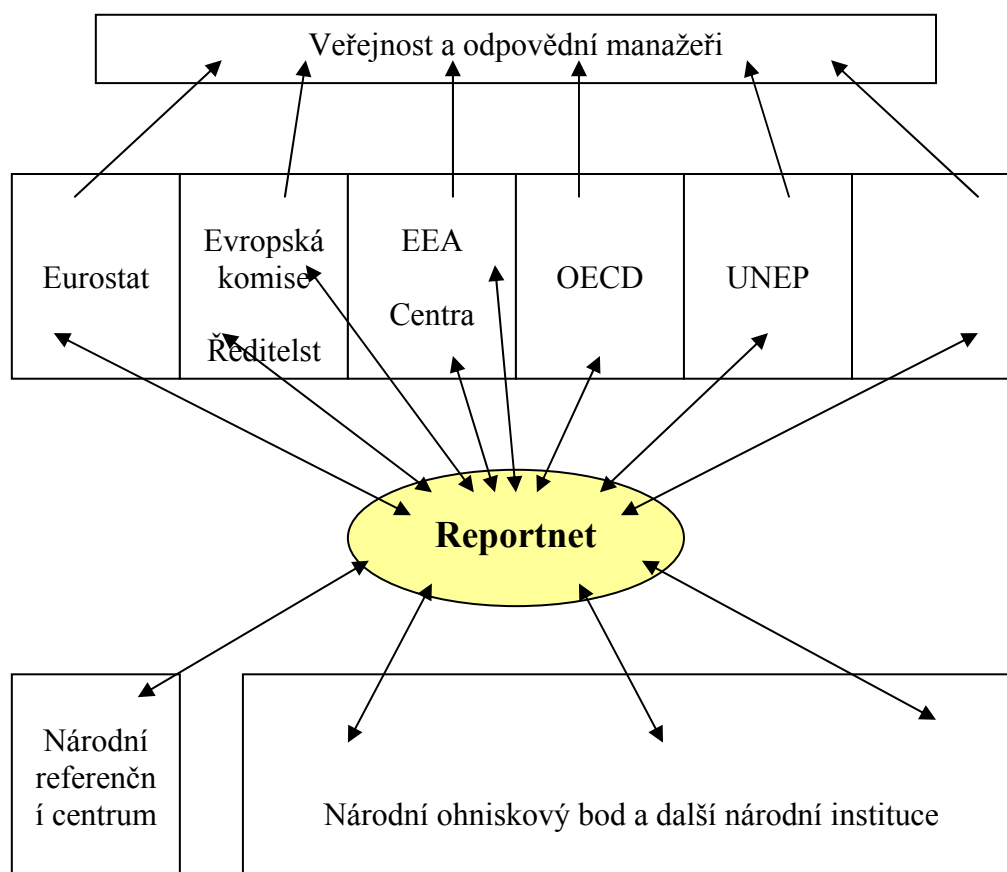 Veřejnost a odpovědní manažeři
Eurostat
Evropská
komise
Ředitelst
EEA
Centra
OECD
UNEP
Reportnet
Národní
referenčn
í centrum
Národní ohniskový bod a další národní instituce